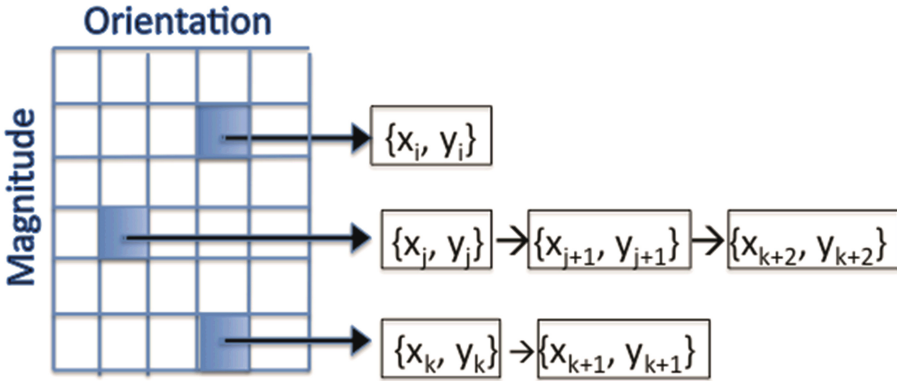 Orientation
Magnitude
{xᵢ, yᵢ}
{xⱼ, yⱼ} → {xⱼ₊₁, yⱼ₊₁} → {xₖ₊₂, yₖ₊₂}
{xₖ, yₖ} → {xₖ₊₁, yₖ₊₁}